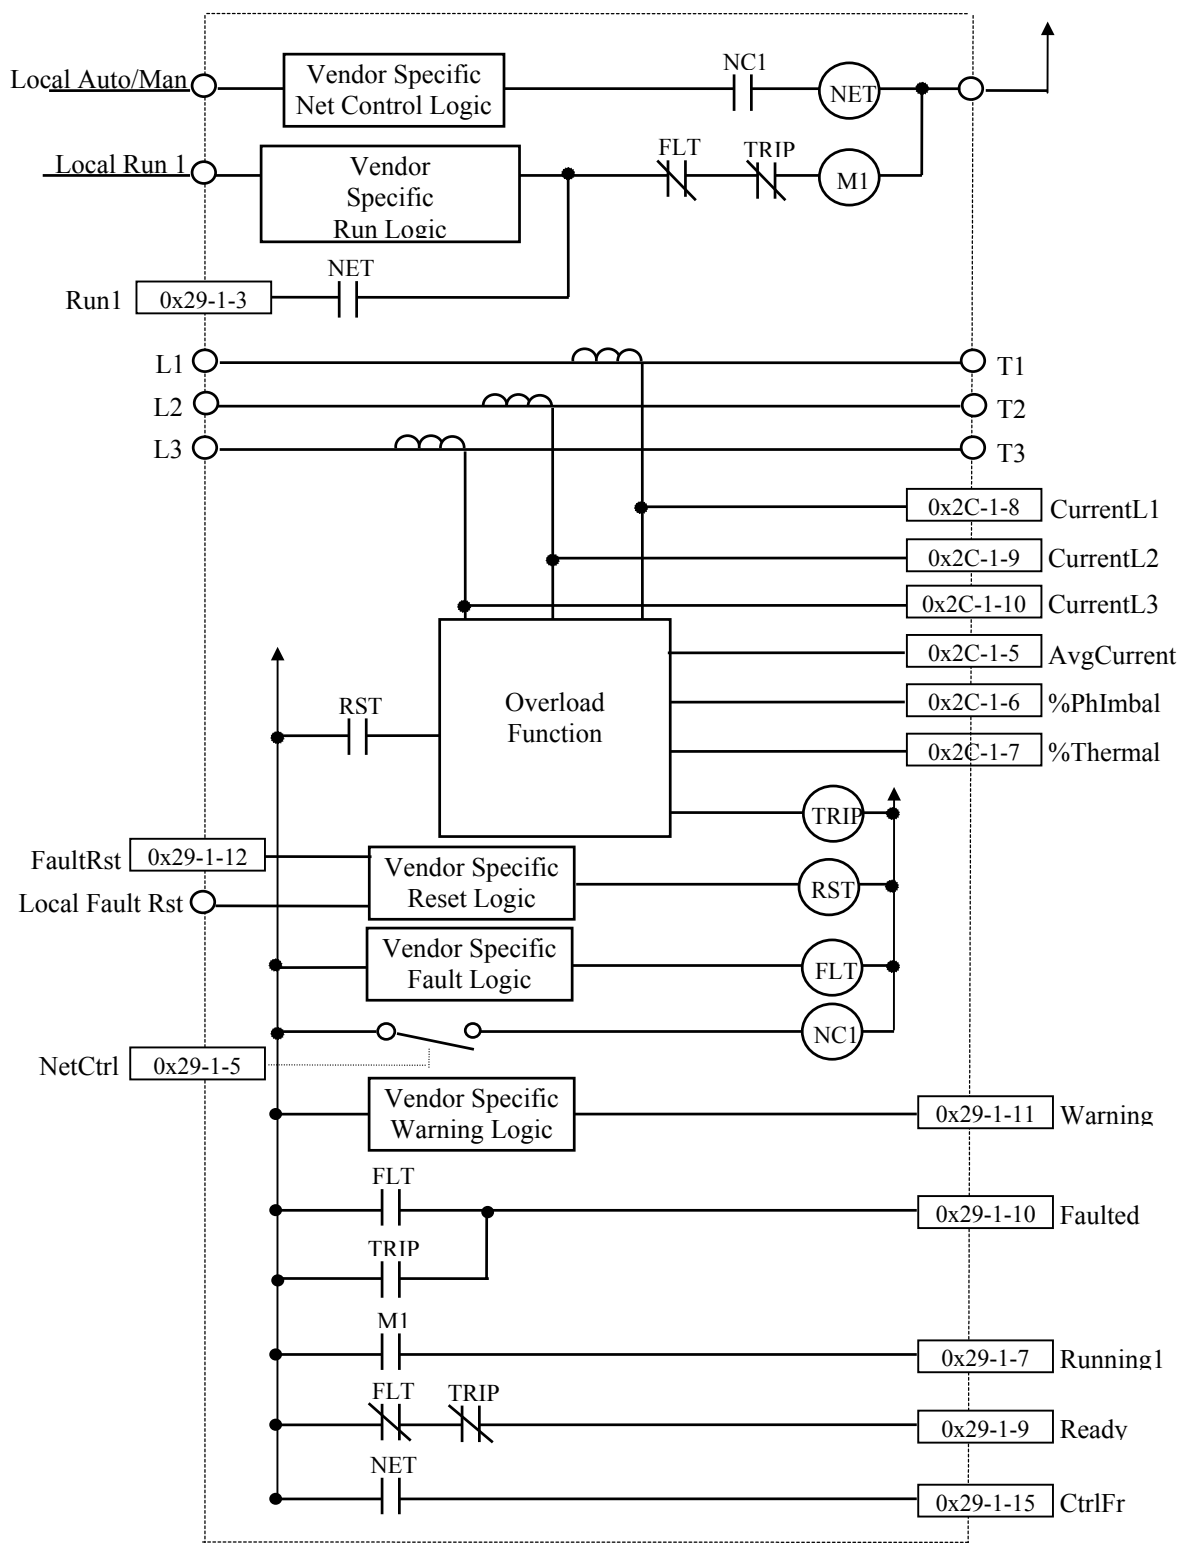 Local Auto/Man
Vendor Specific
Net Control Logic
NC1
NET
Local Run 1
Vendor
Specific
Run Logic
FLT
TRIP
M1
NET
Run1
0x29-1-3
L1
T1
L2
T2
L3
T3
0x2C-1-8
CurrentL1
0x2C-1-9
CurrentL2
0x2C-1-10
CurrentL3
0x2C-1-5
AvgCurrent
RST
Overload
Function
0x2C-1-6
%PhImbal
0x2C-1-7
%Thermal
TRIP
FaultRst
0x29-1-12
Local Fault Rst
Vendor Specific
Reset Logic
RST
Vendor Specific
Fault Logic
FLT
NC1
NetCtrl
0x29-1-5
Vendor Specific
Warning Logic
0x29-1-11
Warning
FLT
0x29-1-10
Faulted
TRIP
M1
0x29-1-7
Running1
FLT
TRIP
0x29-1-9
Ready
NET
0x29-1-15
CtrlFr